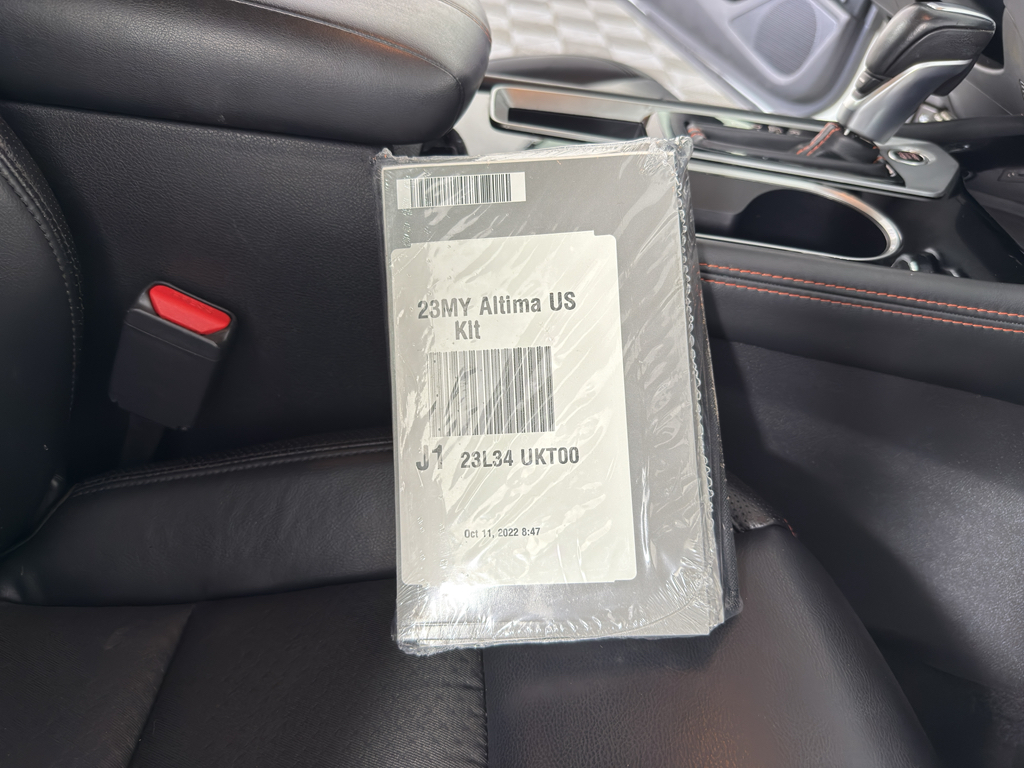 23MY Altima US
Kit
J1 23L34 UKT00
Oct 11, 2022 8:47